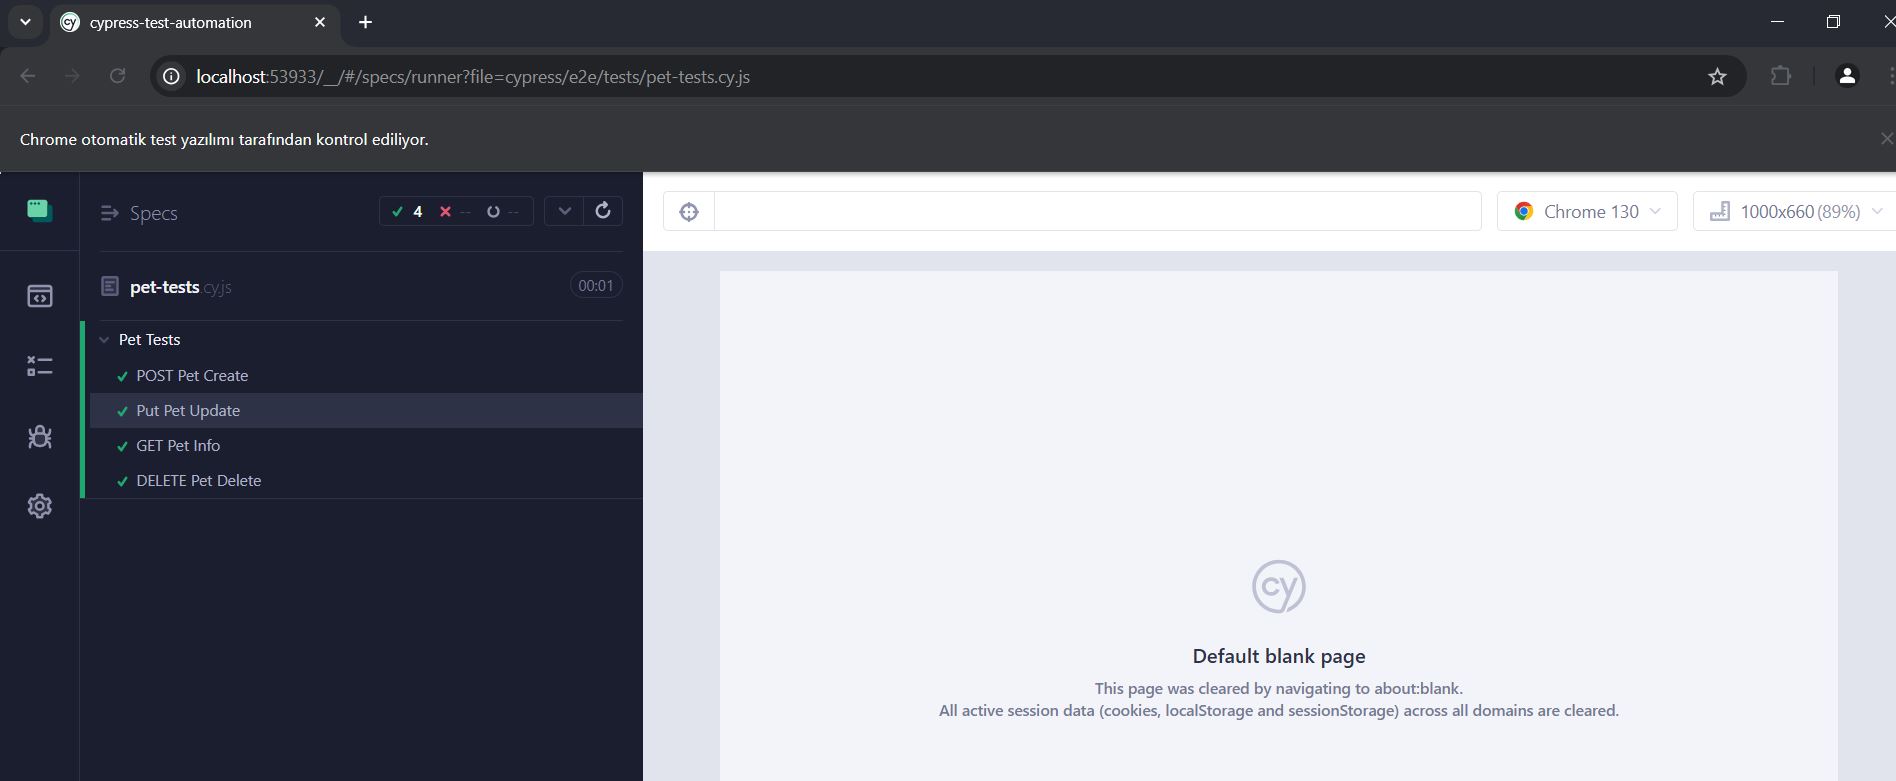 cypress-test-automation
localhost:53933/__/#/specs/runner?file=cypress/e2e/tests/pet-tests.cy.js
Chrome otomatik test yazılımı tarafından kontrol ediliyor.
Specs
4 -- --
Chrome 130
1000x660 (89%)
pet-tests.cy.js
00:01
Pet Tests
POST Pet Create
Put Pet Update
GET Pet Info
DELETE Pet Delete
cy
Default blank page
This page was cleared by navigating to about:blank.
All active session data (cookies, localStorage and sessionStorage) across all domains are cleared.